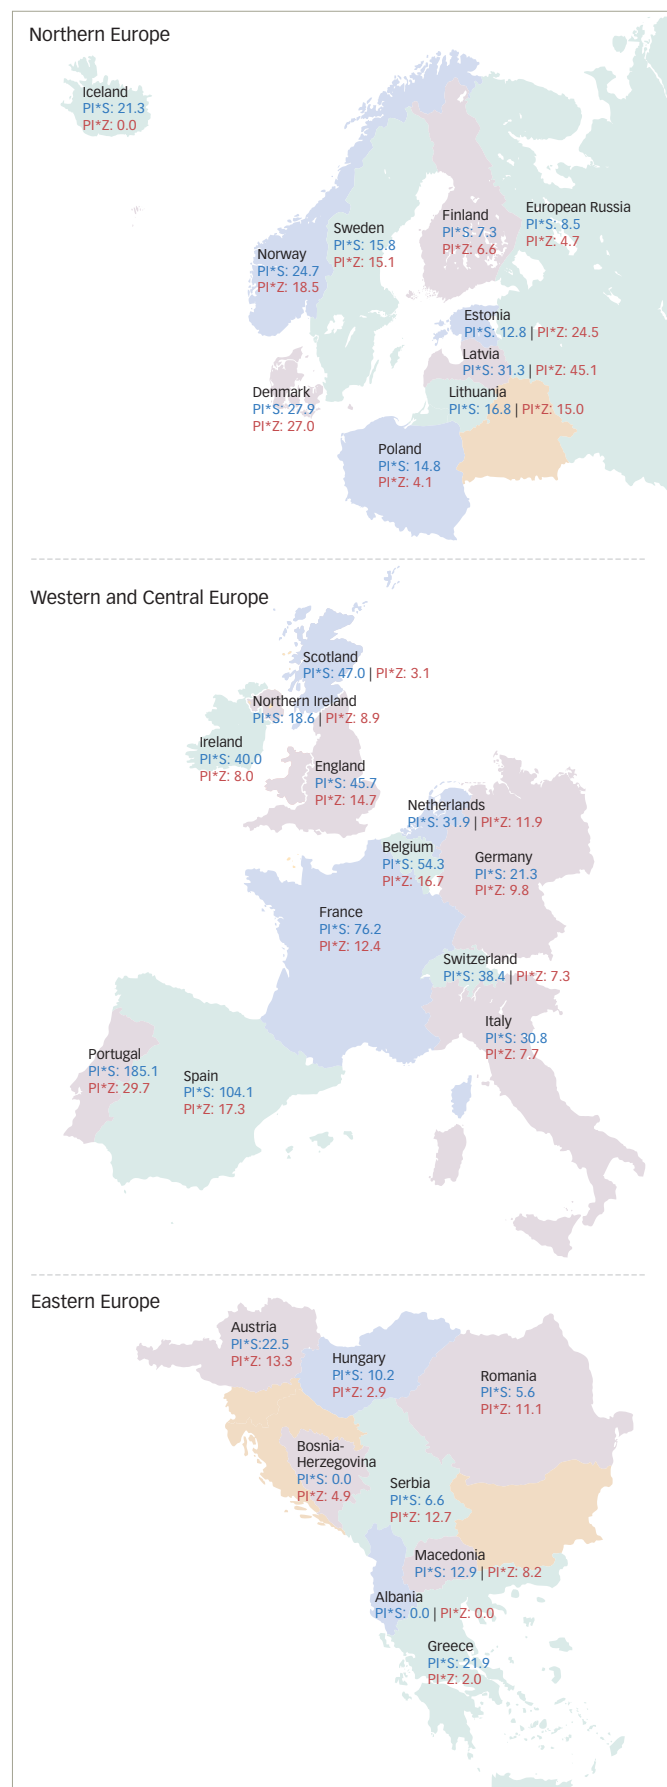 Northern Europe
Iceland
PI*S: 21.3
PI*Z: 0.0
Norway
PI*S: 24.7
PI*Z: 18.5
Sweden
PI*S: 15.8
PI*Z: 15.1
Finland
PI*S: 7.3
PI*Z: 6.6
European Russia
PI*S: 8.5
PI*Z: 4.7
Estonia
PI*S: 12.8 | PI*Z: 24.5
Latvia
PI*S: 31.3 | PI*Z: 45.1
Denmark
PI*S: 27.9
PI*Z: 27.0
Lithuania
PI*S: 16.8 | PI*Z: 15.0
Poland
PI*S: 14.8
PI*Z: 4.1
Western and Central Europe
Scotland
PI*S: 47.0 | PI*Z: 3.1
Northern Ireland
PI*S: 18.6 | PI*Z: 8.9
Ireland
PI*S: 40.0
PI*Z: 8.0
England
PI*S: 45.7
PI*Z: 14.7
Netherlands
PI*S: 31.9 | PI*Z: 11.9
Belgium
PI*S: 54.3
PI*Z: 16.7
Germany
PI*S: 21.3
PI*Z: 9.8
France
PI*S: 76.2
PI*Z: 12.4
Switzerland
PI*S: 38.4 | PI*Z: 7.3
Italy
PI*S: 30.8
PI*Z: 7.7
Portugal
PI*S: 185.1
PI*Z: 29.7
Spain
PI*S: 104.1
PI*Z: 17.3
Eastern Europe
Austria
PI*S:22.5
PI*Z: 13.3
Hungary
PI*S: 10.2
PI*Z: 2.9
Romania
PI*S: 5.6
PI*Z: 11.1
Bosnia-
Herzegovina
PI*S: 0.0
PI*Z: 4.9
Serbia
PI*S: 6.6
PI*Z: 12.7
Macedonia
PI*S: 12.9 | PI*Z: 8.2
Albania
PI*S: 0.0 | PI*Z: 0.0
Greece
PI*S: 21.9
PI*Z: 2.0